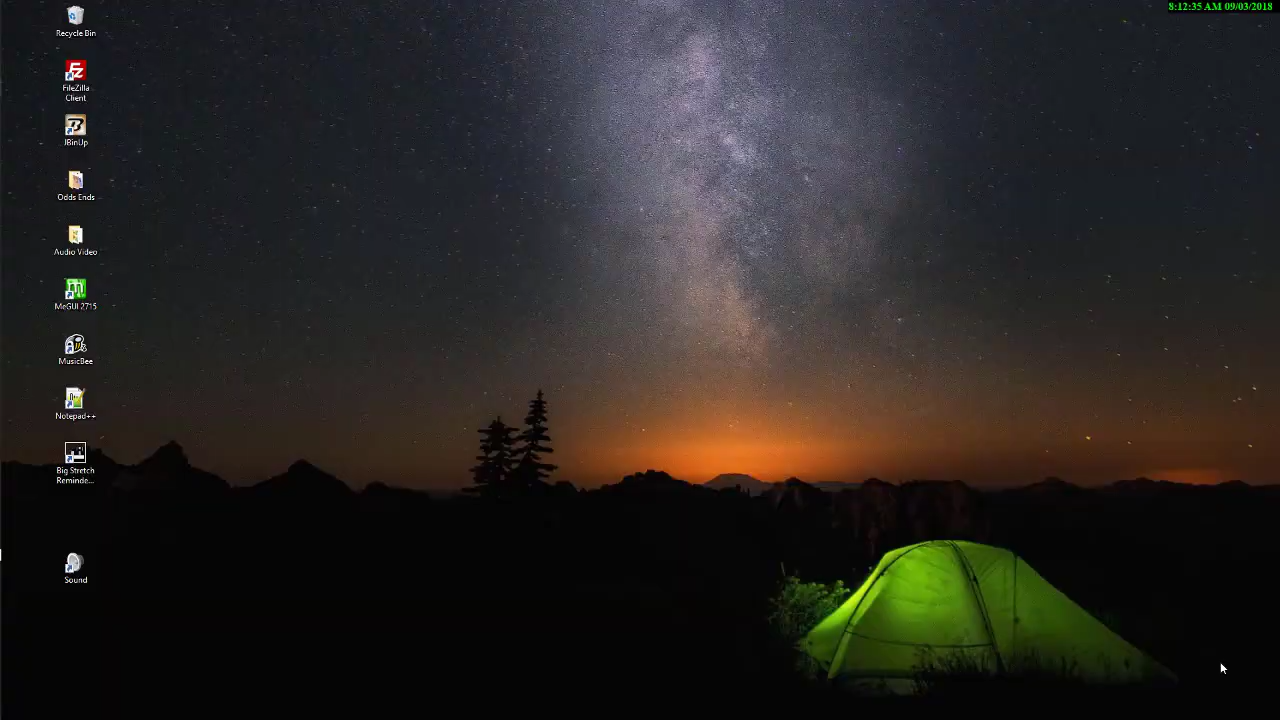 8:12:35 AM 09/03/2018
Recycle Bin
FileZilla
Client
JBinUp
Odds Ends
Audio Video
MeGUI 2715
MusicBee
Notepad++
Big Stretch
Reminde...
Sound